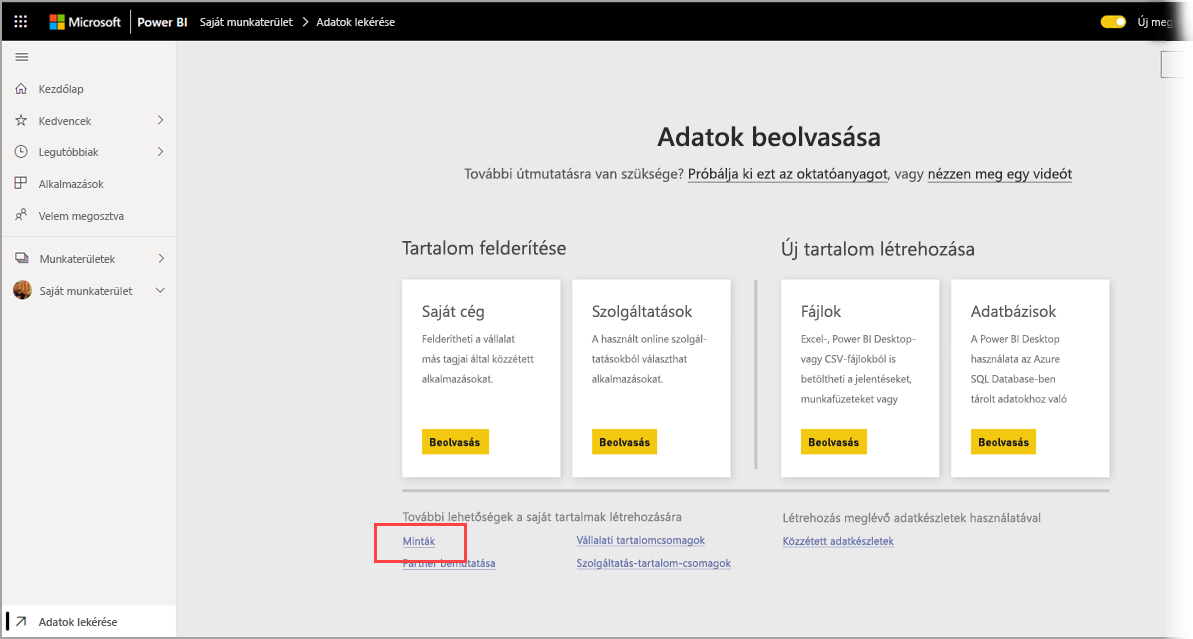 Microsoft Power BI Saját munkaterület > Adatok lekérése Új meg
Kezdőlap
Kedvencek
Legutóbbiak
Alkalmazások
Velem megosztva
Munkaterületek
Saját munkaterület
Adatok lekérése
Adatok beolvasása
További útmutatásra van szüksége? Próbálja ki ezt az oktatóanyagot, vagy nézzen meg egy videót
Tartalom felderítése
Saját cég
Felderítheti a vállalat
más tagjai által közzétett
alkalmazásokat.
Beolvasás
Szolgáltatások
A használt online szolgál-
tatásokból választhat
alkalmazásokat.
Beolvasás
Új tartalom létrehozása
Fájlok
Excel-, Power BI Desktop-
vagy CSV-fájlokból is
betöltheti a jelentéseket,
munkafüzeteket vagy
Beolvasás
Adatbázisok
A Power BI Desktop
használata az Azure
SQL Database-ben
tárolt adatokhoz való
Beolvasás
További lehetőségek a saját tartalmak létrehozására
Minták
Vállalati tartalomcsomagok
Partner bemutatása
Szolgáltatás-tartalom-csomagok
Létrehozás meglévő adatkészletek használatával
Közzétett adatkészletek